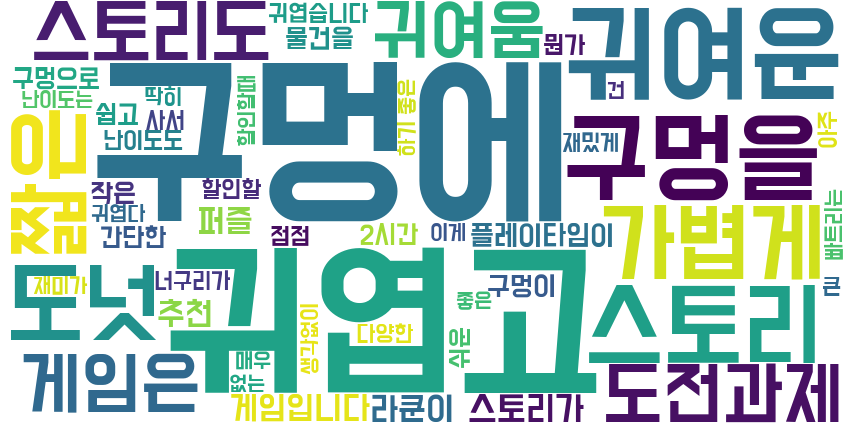 스토리도
귀엽습니다
물건을
귀여움
뭔가
귀여운
구멍으로
난이도는
딱히
쉽고
사서
난이도도
할인할때
구멍에
하기 좋은
건
재밌게
아주
구멍을
짧은
작은
귀엽다
간단한
할인할
퍼즐
점점
2시간
이게
플레이타임이
가볍게
빠트리는
도넛
재미가
너구리가
추천
귀엽고
구멍이
좋은
큰
스토리
생각없이
다양한
쉬운
게임은
매우
없는
게임입니다
라쿤이
스토리가
도전과제